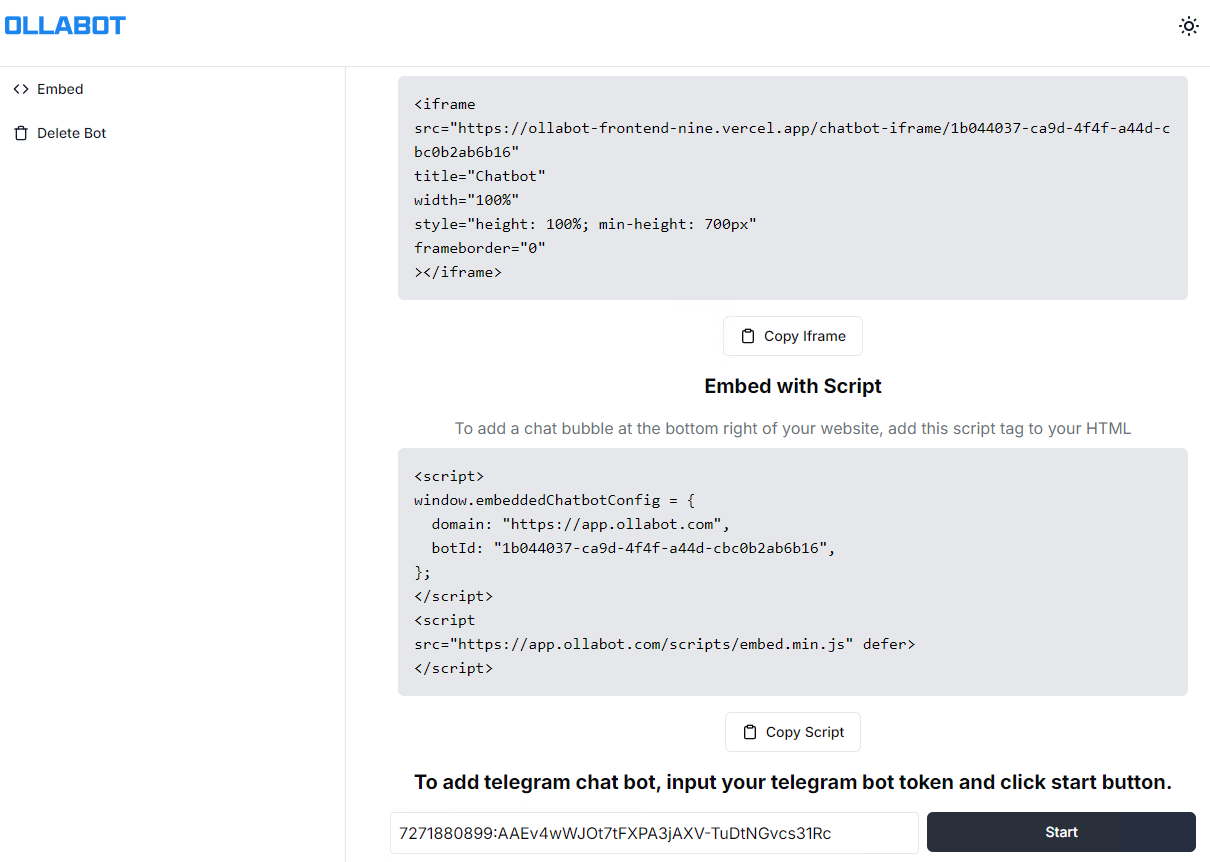 OLLABOT
Embed
Delete Bot
<iframe
src="https://ollabot-frontend-nine.vercel.app/chatbot-iframe/1b044037-ca9d-4f4f-a44d-c
bc0b2ab6b16"
title="Chatbot"
width="100%"
style="height: 100%; min-height: 700px"
frameborder="0"
></iframe>
Copy Iframe
Embed with Script
To add a chat bubble at the bottom right of your website, add this script tag to your HTML
<script>
window.embeddedChatbotConfig = {
  domain: "https://app.ollabot.com",
  botId: "1b044037-ca9d-4f4f-a44d-cbc0b2ab6b16",
};
</script>
<script
src="https://app.ollabot.com/scripts/embed.min.js" defer>
</script>
Copy Script
To add telegram chat bot, input your telegram bot token and click start button.
7271880899:AAEv4wWJOt7tFXPA3jAXV-TuDtNGvcs31Rc
Start